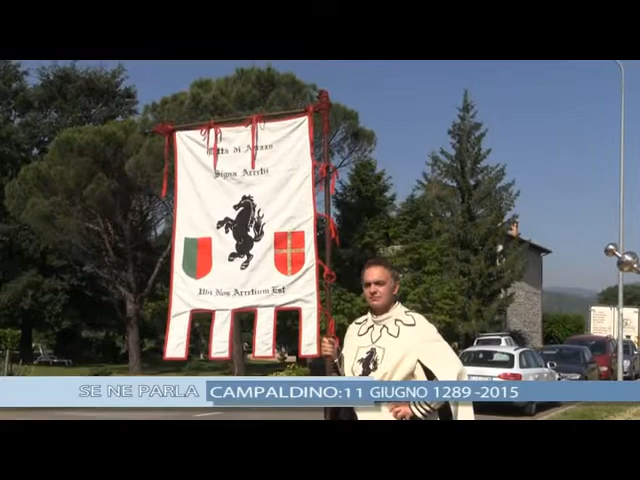 Città di Arezzo
Signa Arretii
Ubi Nos Arretium Est
SE NE PARLA
CAMPALDINO:11 GIUGNO 1289 -2015